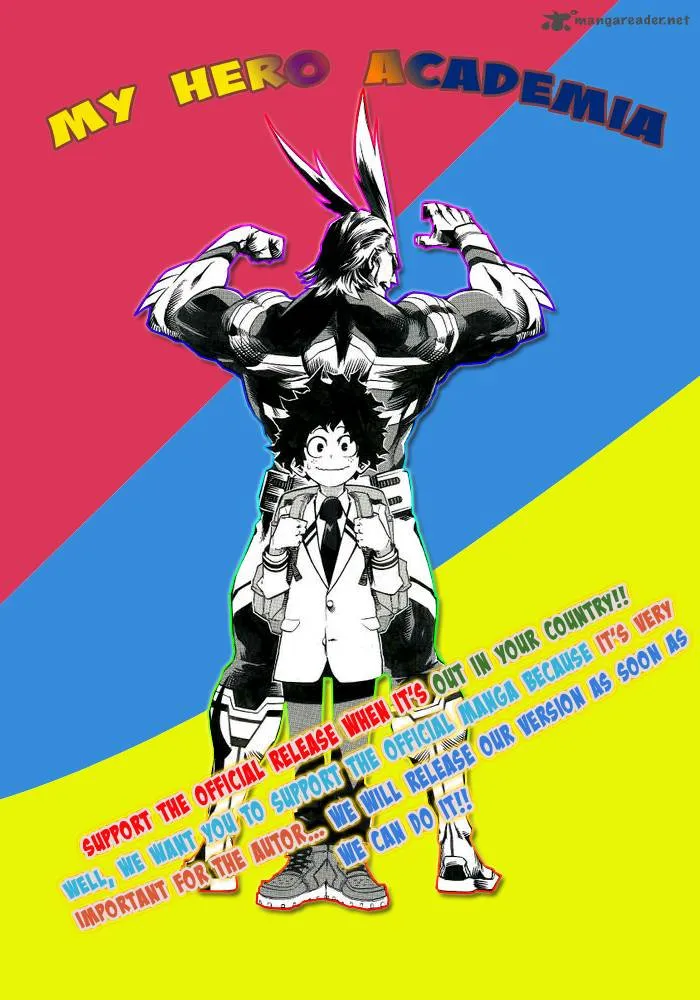 mangareader.net
MY HERO ACADEMIA
SUPPORT THE OFFICIAL RELEASE WHEN IT'S OUT IN YOUR COUNTRY!!
WELL, WE WANT YOU TO SUPPORT THE OFFICIAL MANGA BECAUSE IT'S VERY
IMPORTANT FOR THE AUTOR... WE WILL RELEASE OUR VERSION AS SOON AS
WE CAN DO IT!!